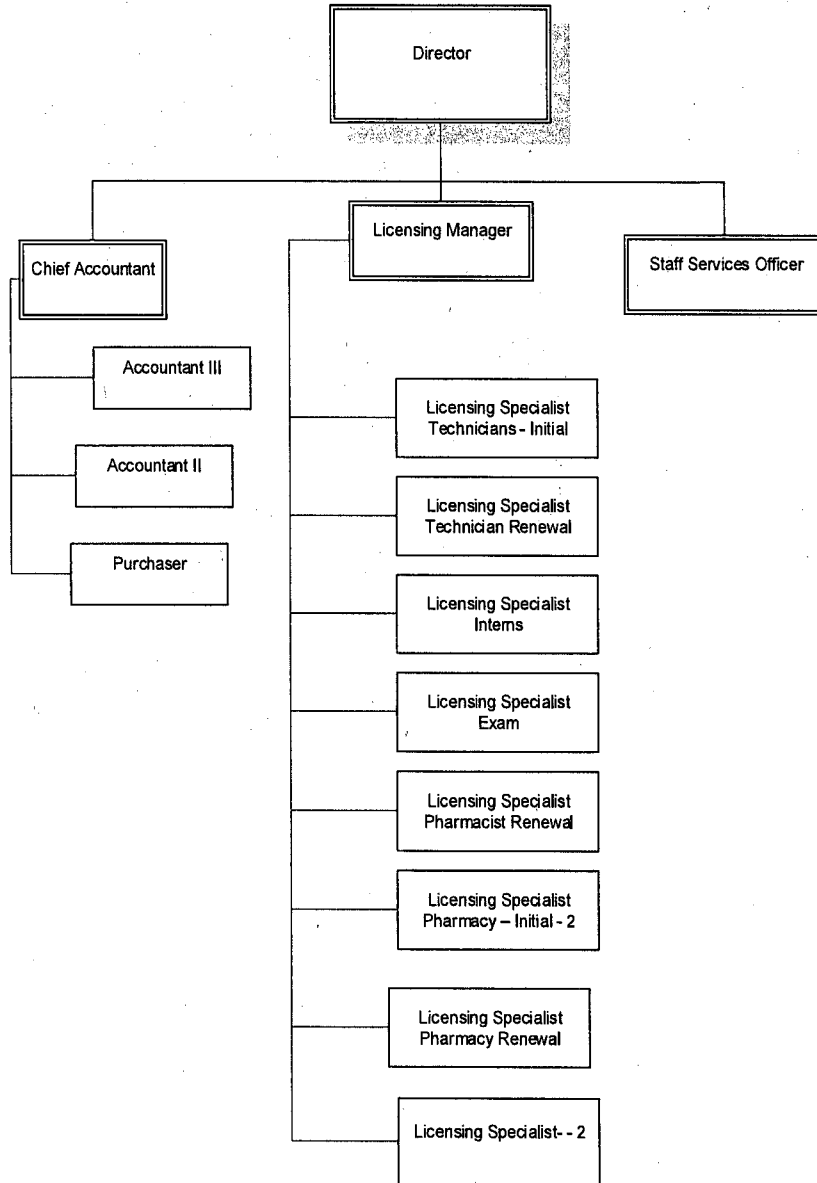 Director
Chief Accountant
Licensing Manager
Staff Services Officer
Accountant III
Accountant II
Purchaser
Licensing Specialist
Technicians - Initial
Licensing Specialist
Technician Renewal
Licensing Specialist
Interns
Licensing Specialist
Exam
Licensing Specialist
Pharmacist Renewal
Licensing Specialist
Pharmacy – Initial - 2
Licensing Specialist
Pharmacy Renewal
Licensing Specialist- - 2